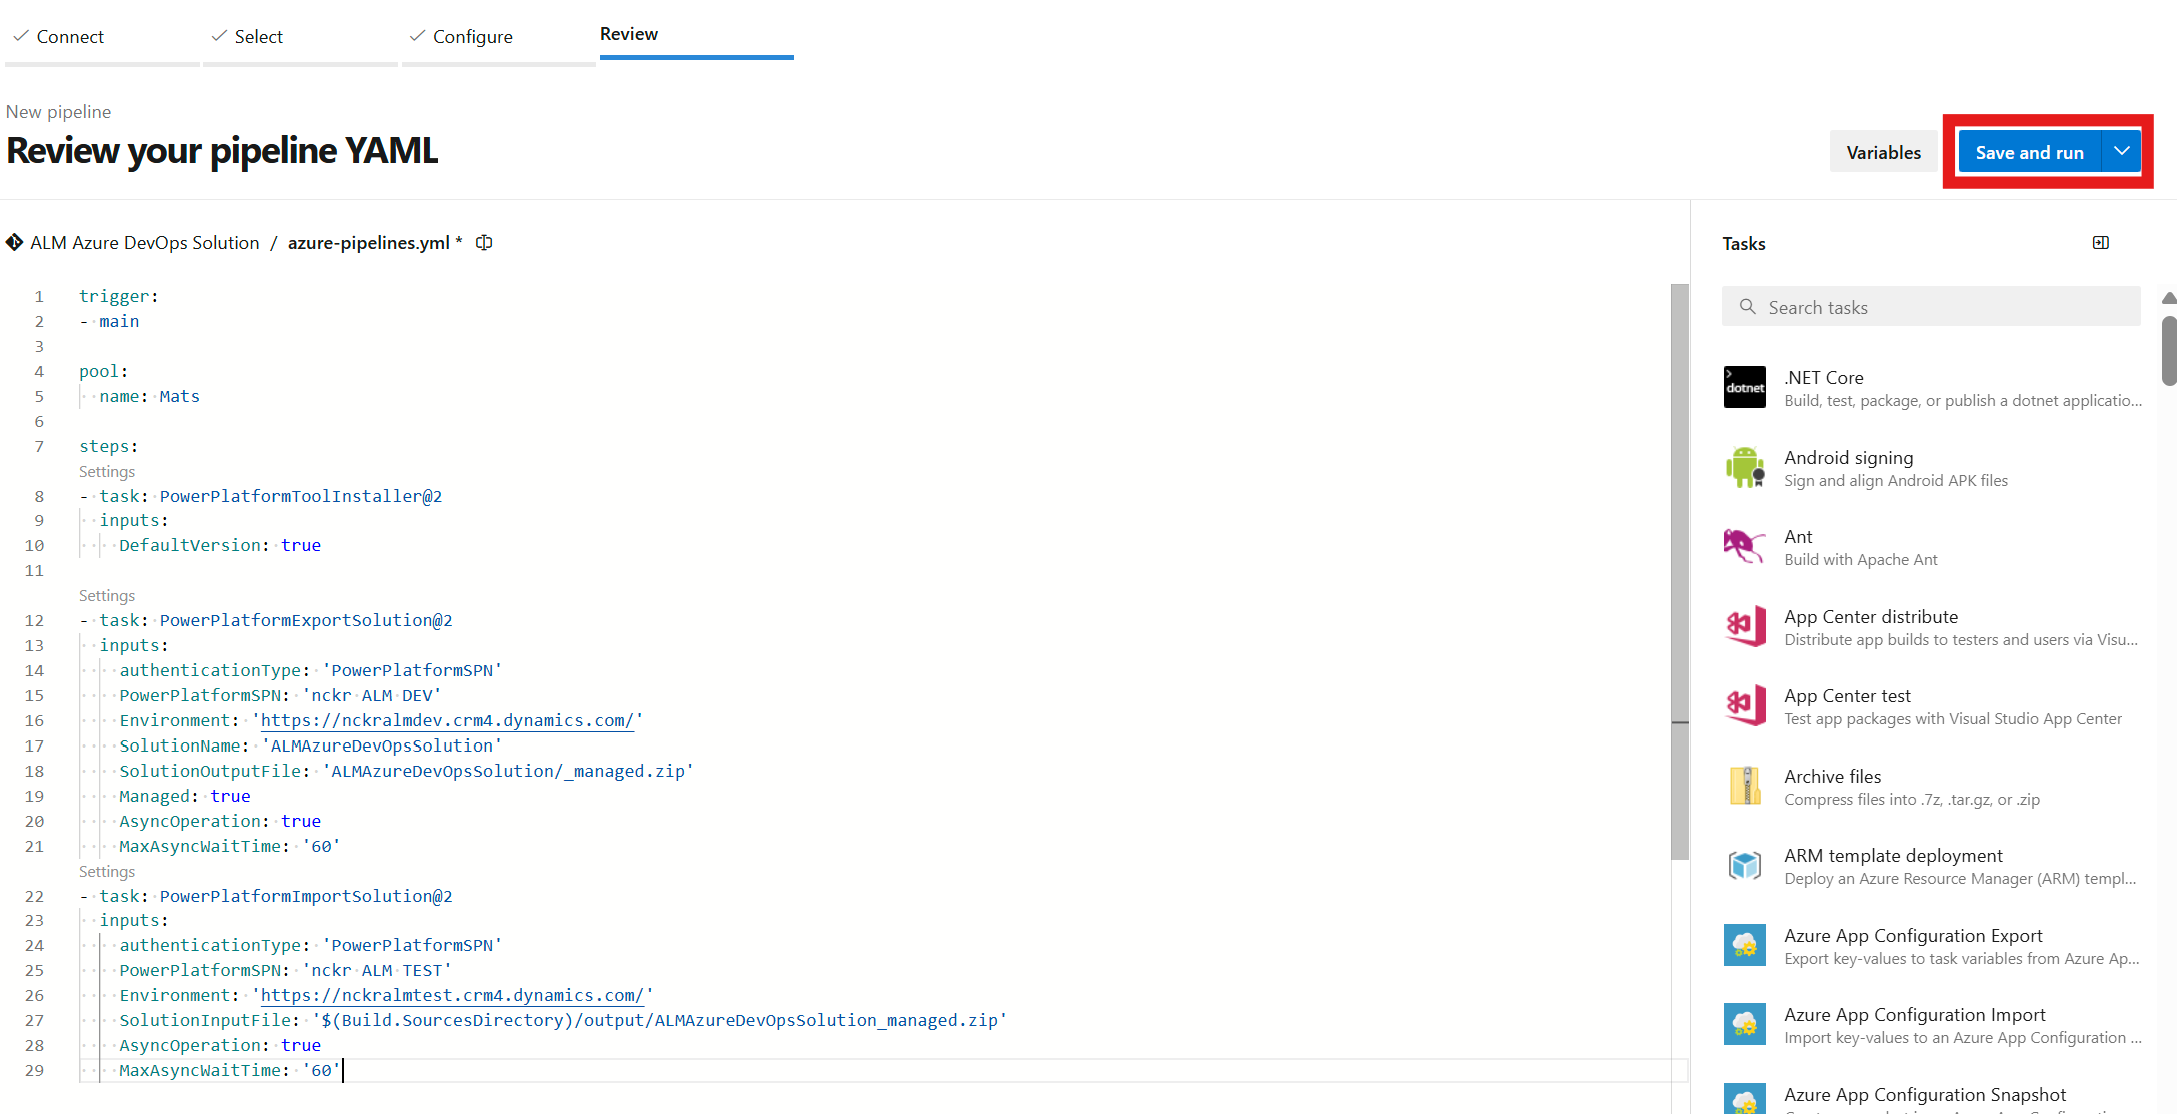 Connect
Select
Configure
Review
New pipeline
Review your pipeline YAML
Variables
Save and run
ALM Azure DevOps Solution / azure-pipelines.yml *
1 trigger:
2 - main
3
4 pool:
5 name: Mats
6
7 steps:
Settings
8 - task: PowerPlatformToolInstaller@2
9 inputs:
10 DefaultVersion: true
11
Settings
12 - task: PowerPlatformExportSolution@2
13 inputs:
14 authenticationType: 'PowerPlatformSPN'
15 PowerPlatformSPN: 'nckr ALM DEV'
16 Environment: 'https://nckralmdev.crm4.dynamics.com/'
17 SolutionName: 'ALMAzureDevOpsSolution'
18 SolutionOutputFile: 'ALMAzureDevOpsSolution/_managed.zip'
19 Managed: true
20 AsyncOperation: true
21 MaxAsyncWaitTime: '60'
Settings
22 - task: PowerPlatformImportSolution@2
23 inputs:
24 authenticationType: 'PowerPlatformSPN'
25 PowerPlatformSPN: 'nckr ALM TEST'
26 Environment: 'https://nckralmtest.crm4.dynamics.com/'
27 SolutionInputFile: '$(Build.SourcesDirectory)/output/ALMAzureDevOpsSolution_managed.zip'
28 AsyncOperation: true
29 MaxAsyncWaitTime: '60'
Tasks
Search tasks
dotnet
.NET Core
Build, test, package, or publish a dotnet applicatio...
Android signing
Sign and align Android APK files
Ant
Build with Apache Ant
App Center distribute
Distribute app builds to testers and users via Visu...
App Center test
Test app packages with Visual Studio App Center
Archive files
Compress files into .7z, .tar.gz, or .zip
ARM template deployment
Deploy an Azure Resource Manager (ARM) templ...
Azure App Configuration Export
Export key-values to task variables from Azure Ap...
Azure App Configuration Import
Import key-values to an Azure App Configuration ...
Azure App Configuration Snapshot